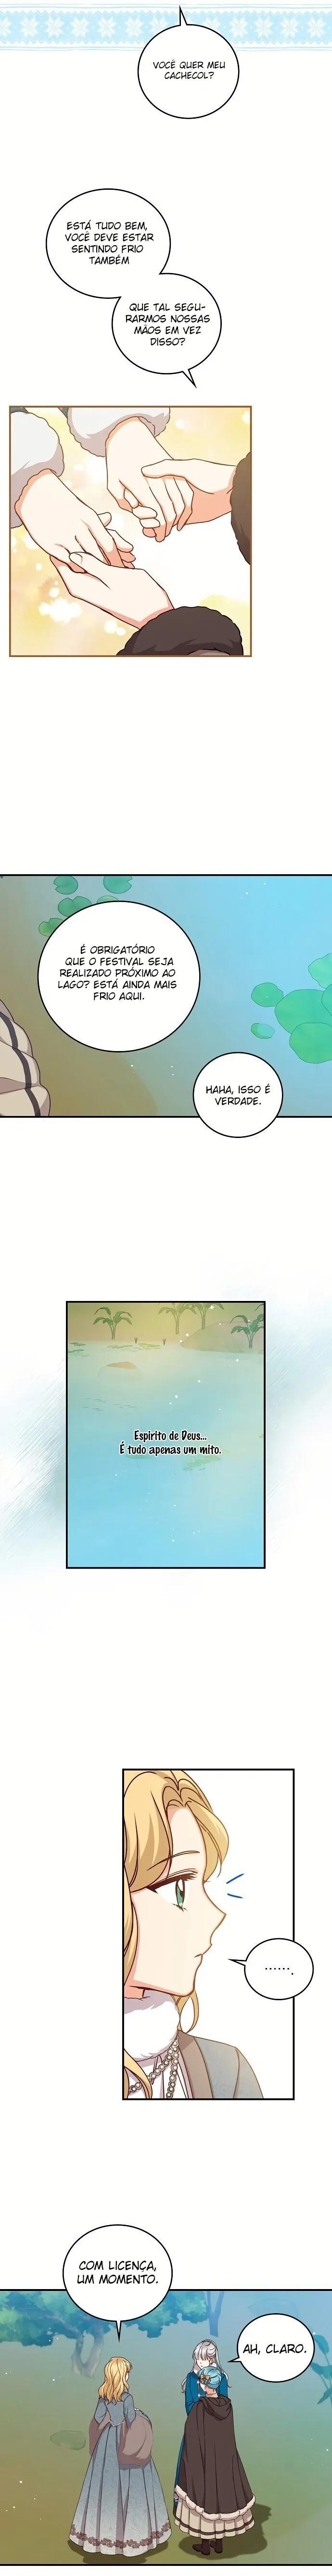 VOCÊ QUER MEU
CACHECOL?
ESTÁ TUDO BEM,
VOCÊ DEVE ESTAR
SENTINDO FRIO
TAMBÉM
QUE TAL SEGU-
RARMOS NOSSAS
MÃOS EM VEZ
DISSO?
É OBRIGATÓRIO
QUE O FESTIVAL SEJA
REALIZADO PRÓXIMO AO
LAGO? ESTÁ AINDA MAIS
FRIO AQUI.
HAHA, ISSO É
VERDADE.
Espirito de Deus...
É tudo apenas um mito.
.......
COM LICENÇA,
UM MOMENTO.
AH, CLARO.